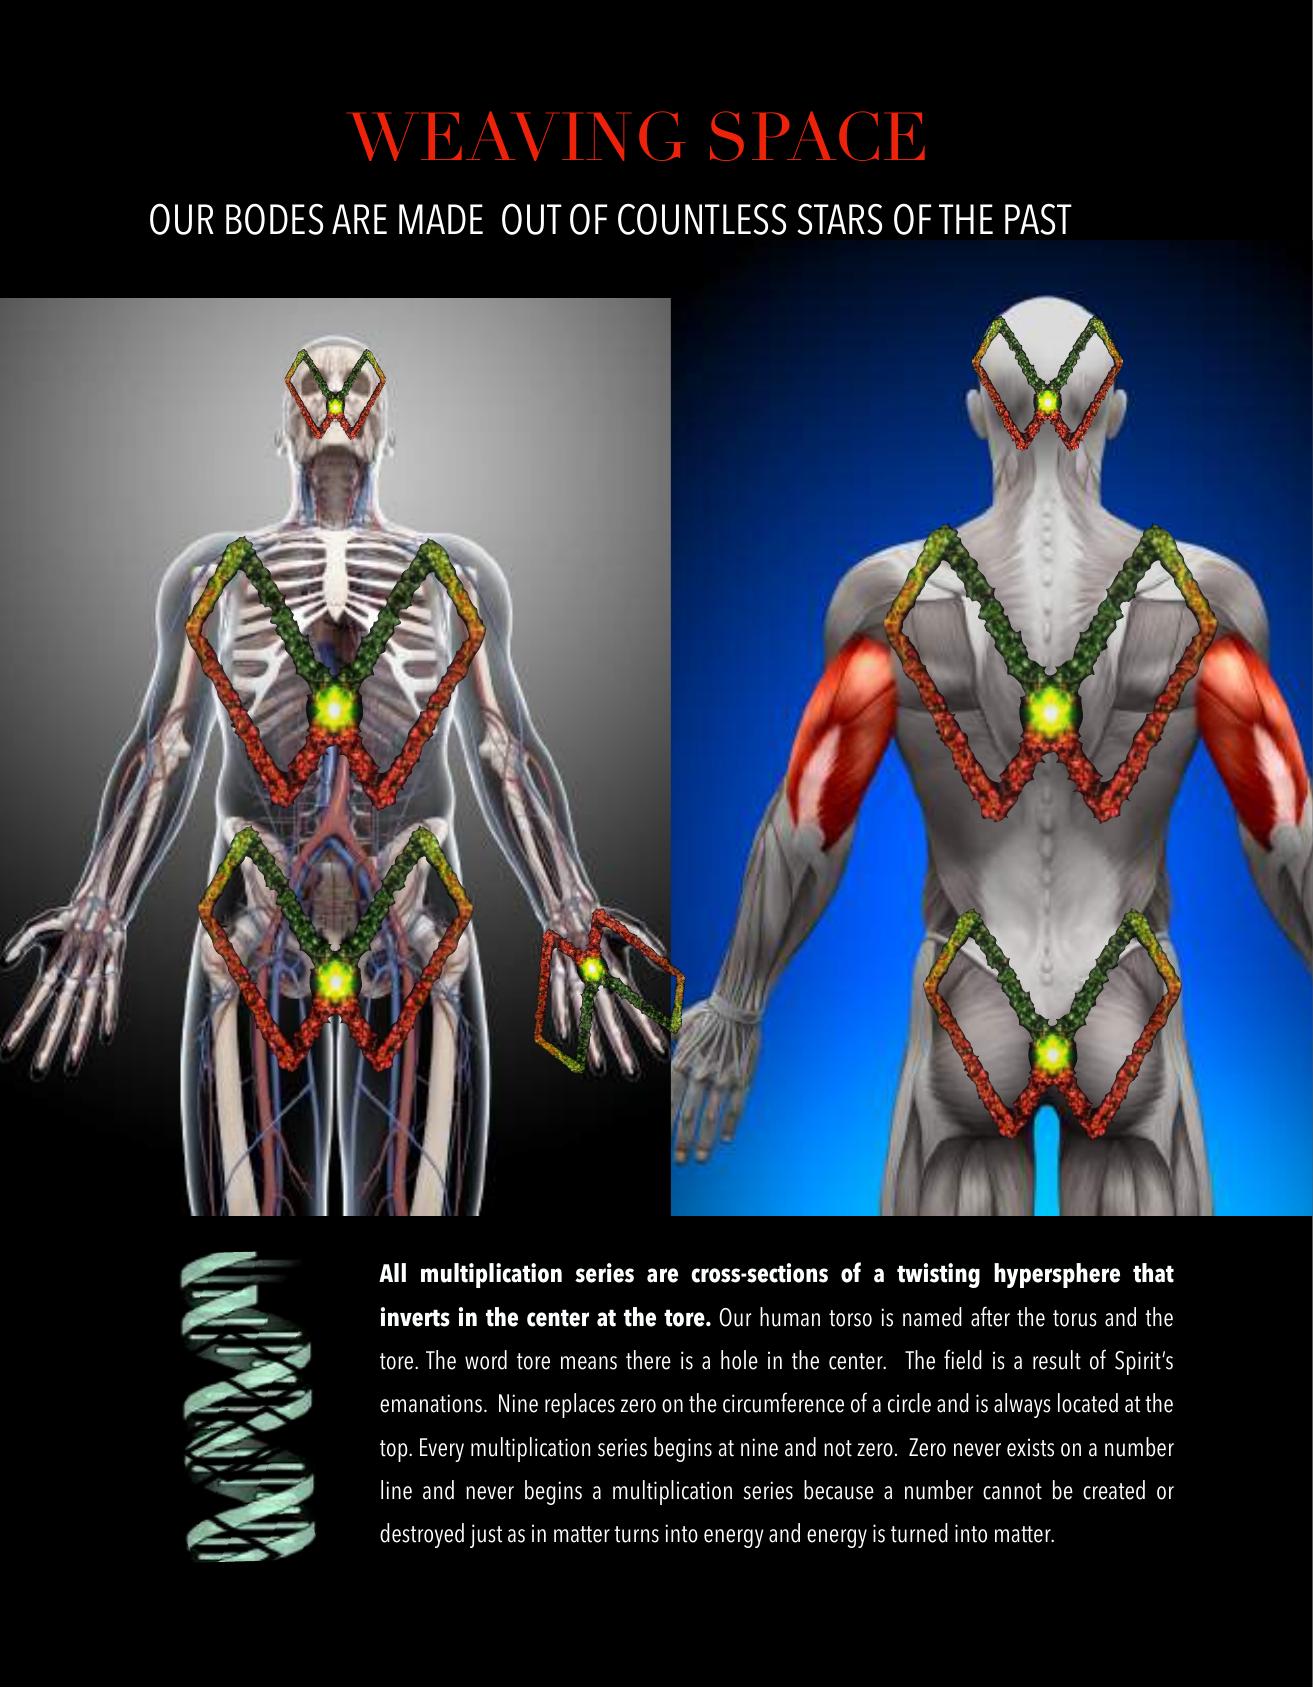 WEAVING SPACE
OUR BODES ARE MADE  OUT OF COUNTLESS STARS OF THE PAST
All multiplication series are cross-sections of a twisting hypersphere that
inverts in the center at the tore. Our human torso is named after the torus and the
tore. The word tore means there is a hole in the center.  The field is a result of Spirit's
emanations.  Nine replaces zero on the circumference of a circle and is always located at the
top. Every multiplication series begins at nine and not zero.  Zero never exists on a number
line and never begins a multiplication series because a number cannot be created or
destroyed just as in matter turns into energy and energy is turned into matter.